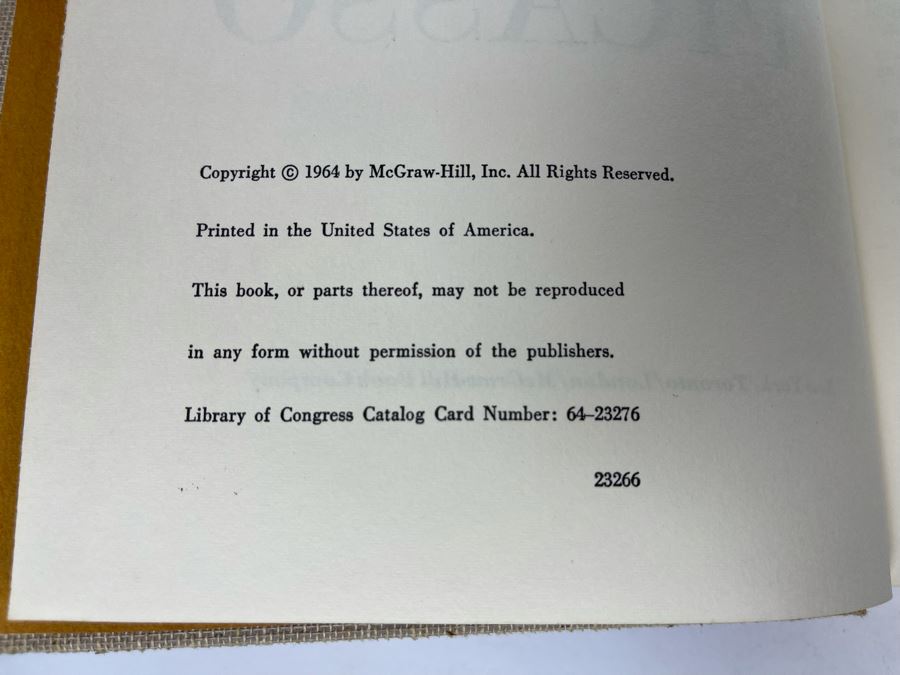 Copyright © 1964 by McGraw-Hill, Inc. All Rights Reserved.
Printed in the United States of America.
This book, or parts thereof, may not be reproduced
in any form without permission of the publishers.
Library of Congress Catalog Card Number: 64–23276
23266